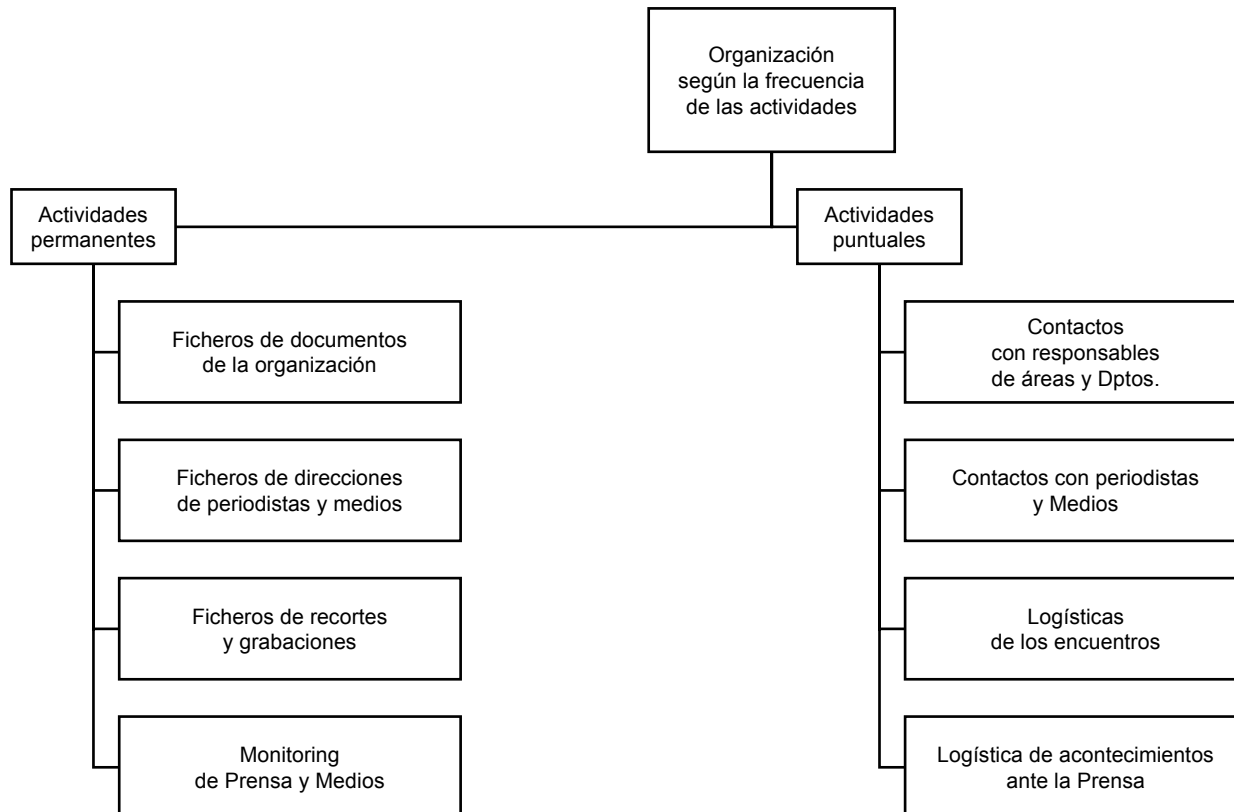 Organización
según la frecuencia
de las actividades
Actividades
permanentes
Ficheros de documentos
de la organización
Ficheros de direcciones
de periodistas y medios
Ficheros de recortes
y grabaciones
Monitoring
de Prensa y Medios
Actividades
puntuales
Contactos
con responsables
de áreas y Dptos.
Contactos con periodistas
y Medios
Logísticas
de los encuentros
Logística de acontecimientos
ante la Prensa